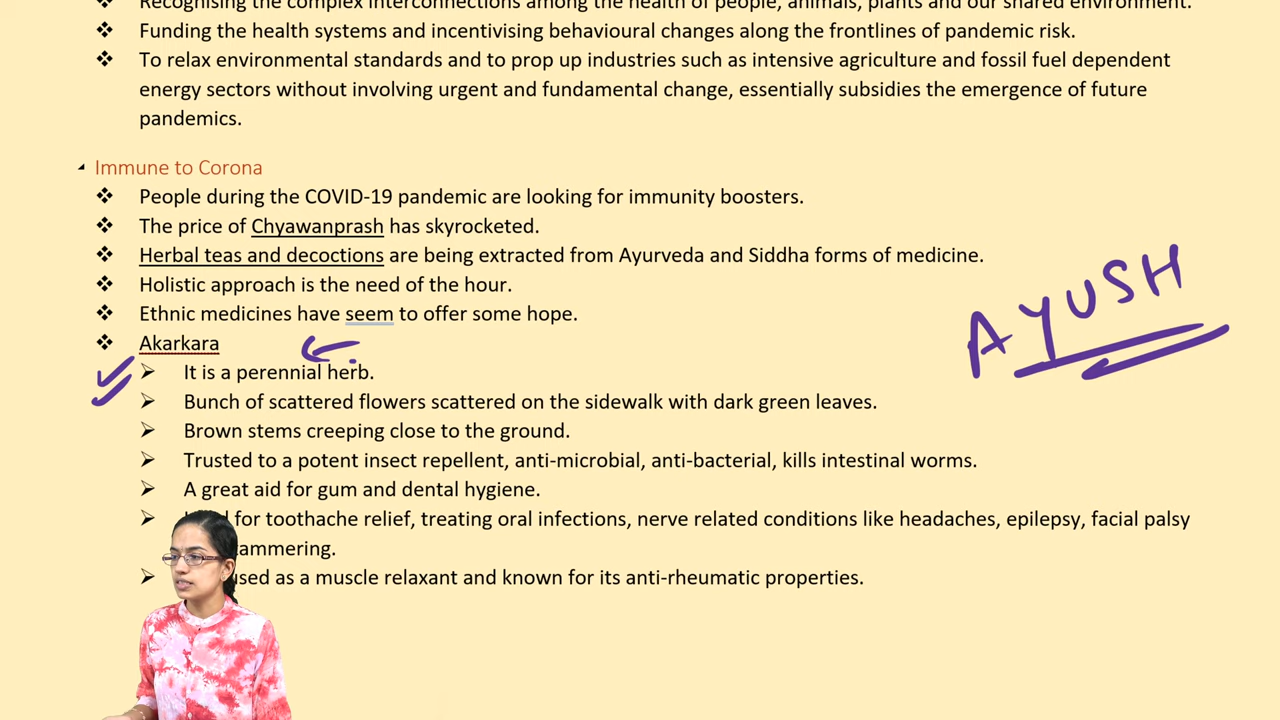 Recognising the complex interconnections among the health of people, animals, plants and our shared environment.
❖ Funding the health systems and incentivising behavioural changes along the frontlines of pandemic risk.
❖ To relax environmental standards and to prop up industries such as intensive agriculture and fossil fuel dependent
energy sectors without involving urgent and fundamental change, essentially subsidies the emergence of future
pandemics.
Immune to Corona
❖ People during the COVID-19 pandemic are looking for immunity boosters.
❖ The price of Chyawanprash has skyrocketed.
❖ Herbal teas and decoctions are being extracted from Ayurveda and Siddha forms of medicine.
❖ Holistic approach is the need of the hour.
❖ Ethnic medicines have seem to offer some hope.
❖ Akarkara
➢ It is a perennial herb.
➢ Bunch of scattered flowers scattered on the sidewalk with dark green leaves.
➢ Brown stems creeping close to the ground.
➢ Trusted to a potent insect repellent, anti-microbial, anti-bacterial, kills intestinal worms.
➢ A great aid for gum and dental hygiene.
➢ for toothache relief, treating oral infections, nerve related conditions like headaches, epilepsy, facial palsy
➢ used as a muscle relaxant and known for its anti-rheumatic properties.
AYUSH